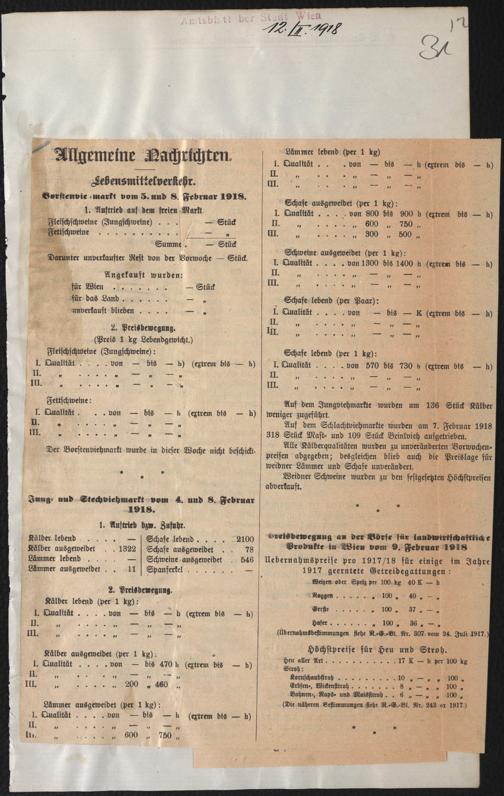 Amtsblatt der Stadt Wien
12./II. 1918
Allgemeine Nachrichten.
Lebensmittelverkehr.
Borstenviehmarkt vom 5. und 8. Februar 1918.
1. Auftrieb auf dem freien Markt.
Fleischschweine (Jungschweine) . . . — Stück
Fettschweine . . . . . . . . . . — „
Summe . — Stück
Darunter unverkaufter Rest von der Vorwoche — Stück.
Angekauft wurden:
für Wien . . . . . . . — Stück
für das Land . . . . . . — „
unverkauft blieben . . . . — „
2. Preisbewegung.
(Preis 1 kg Lebendgewicht.)
Fleischschweine (Jungschweine):
I. Qualität . . . von — bis — h) (extrem bis — h)
II. „ . . . . „ — „ — „
III. „ . . . . „ — „ — „
Fettschweine:
I. Qualität . . . von — bis — h (extrem bis — h)
II. „ . . . . „ — „ — „
III. „ . . . . „ — „ — „
Der Borstenviehmarkt wurde in dieser Woche nicht beschickt.
* * *
Jung- und Stechviehmarkt vom 4. und 8. Februar
1918.
1. Auftrieb bzw. Zufuhr.
Kälber lebend . . . — Schafe lebend . . . . 2100
Kälber ausgeweidet . 1322 Schafe ausgeweidet . . 78
Lämmer lebend . . . — Schweine ausgeweidet . 546
Lämmer ausgeweidet . . 11 Spanferkel . . . . . —
2. Preisbewegung.
Kälber lebend (per 1 kg):
I. Qualität . . . . von — bis — h (extrem bis — h)
II. „ . . . . „ — „ — „
III. „ . . . . „ — „ — „
Kälber ausgeweidet (per 1 kg):
I. Qualität . . . . von — bis 470 h (extrem bis — h)
II. „ . . . . „ — „ — „
III. „ . . . . „ 200 „ 460 „
Lämmer ausgeweidet (per 1 kg):
I. Qualität . . . . von — bis — h (extrem bis — h)
II. „ . . . . „ — „ — „
III. „ . . . . „ 600 „ 750 „
Lämmer lebend (per 1 kg)
I. Qualität . . . . von — bis — h (extrem bis — h)
II. „ . . . . „ — „ — „
III. „ . . . . „ — „ — „
Schafe ausgeweidet (per 1 kg):
I. Qualität . . . . von 800 bis 900 h (extrem bis — h)
II. „ . . . . „ 600 „ 750 „
III. „ . . . . „ 300 „ 500 „
Schweine ausgeweidet (per 1 kg):
I. Qualität . . . von 1300 bis 1400 h (extrem bis — h)
II. „ . . . . „ — „ — „
III. „ . . . . „ — „ — „
Schafe lebend (per Paar):
I. Qualität . . . . von — bis — K (extrem bis — h)
II. „ . . . . „ — „ — „
III. „ . . . . „ — „ — „
Schafe lebend (per 1 kg):
I. Qualität . . . . von 570 bis 730 h (extrem bis — h)
II. „ . . . . „ — „ — „
III. „ . . . . „ — „ — „
Auf dem Jungviehmarkte wurden um 136 Stück Kälber
weniger zugeführt.
Auf dem Schlachtviehmarkte wurden am 7. Februar 1918
318 Stück Mast- und 109 Stück Beinlvieh aufgetrieben.
Alle Kälberqualitäten wurden zu unveränderten Vorwochen-
preisen abgegeben; desgleichen blieb auch die Preislage für
weidner Lämmer und Schafe unverändert.
Weidner Schweine wurden zu den festgesetzten Höchstpreisen
abverkauft.
* * *
Preisbewegung an der Börse für landwirtschaftliche
Produkte in Wien vom 9. Februar 1918
Uebernahmspreise pro 1917/18 für einige im Jahre
1917 geerntete Getreidegattungen:
Weizen oder Spelz per 100 kg 40 K — h
Roggen . . . . . „ 100 „ 40 „ — „
Gerste . . . . . „ 100 „ 37 „ — „
Hafer . . . . . „ 100 „ 36 „ — „
(Übernahmsbestimmungen siehe R.-G.-Bl. Nr. 307 vom 24. Juli 1917.)
Höchstpreise für Heu und Stroh.
Heu aller Art . . . . . . . . 17 K — h per 100 kg
Stroh:
Kornschaubstroh . . . . . . 10 „ — „ „ 100 „
Erbsen-, Wickenstroh . . . . . 8 „ — „ „ 100 „
Bohnen-, Raps- und Maisstroh . . 6 „ — „ „ 100 „
(Die näheren Bestimmungen siehe R.-G.-Bl. Nr. 243 ex 1917.)
* * *